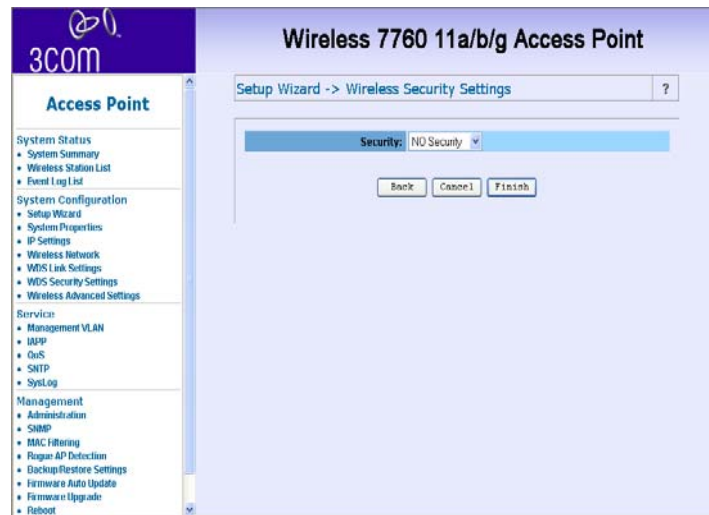 3COM
Wireless 7760 11a/b/g Access Point
Access Point
System Status
• System Summary
• Wireless Station List
• Event Log List
System Configuration
• Setup Wizard
• System Properties
• IP Settings
• Wireless Network
• WDS Link Settings
• WDS Security Settings
• Wireless Advanced Settings
Service
• Management VLAN
• IAPP
• QoS
• SNTP
• SysLog
Management
• Administration
• SNMP
• MAC Filtering
• Rogue AP Detection
• Backup/Restore Settings
• Firmware Auto Update
• Firmware Upgrade
• Reboot
Setup Wizard -> Wireless Security Settings ?
Security: NO Security
Back Cancel Finish